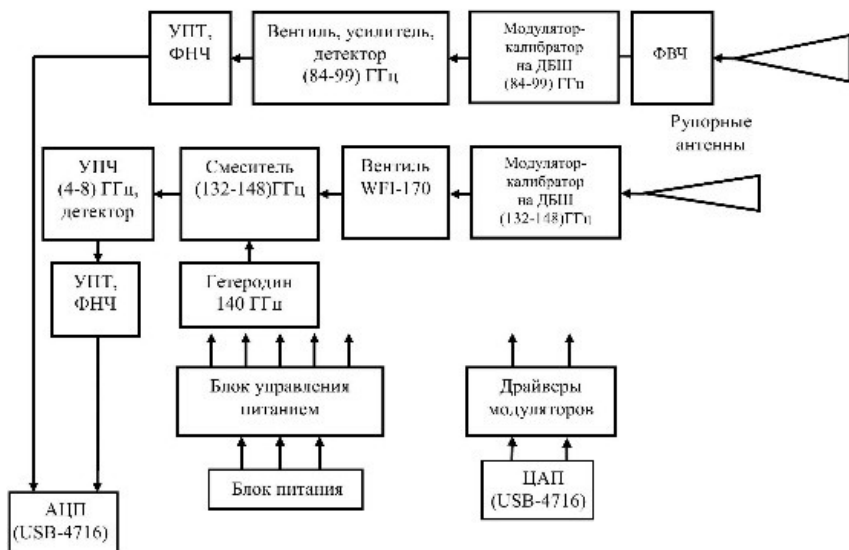 УПТ,
ФНЧ
Вентиль, усилитель,
детектор
(84-99) ГГц
Модулятор-
калибратор
на ДБШ
(84-99) ГГц
ФВЧ
Рупорные
антенны
УПЧ
(4-8) ГГц,
детектор
Смеситель
(132-148)ГГц
Вентиль
WFI-170
Модулятор-
калибратор
на ДБШ
(132-148)ГГц
УПТ,
ФНЧ
Гетеродин
140 ГГц
Блок управления
питанием
Драйверы
модуляторов
Блок питания
ЦАП
(USB-4716)
АЦП
(USB-4716)